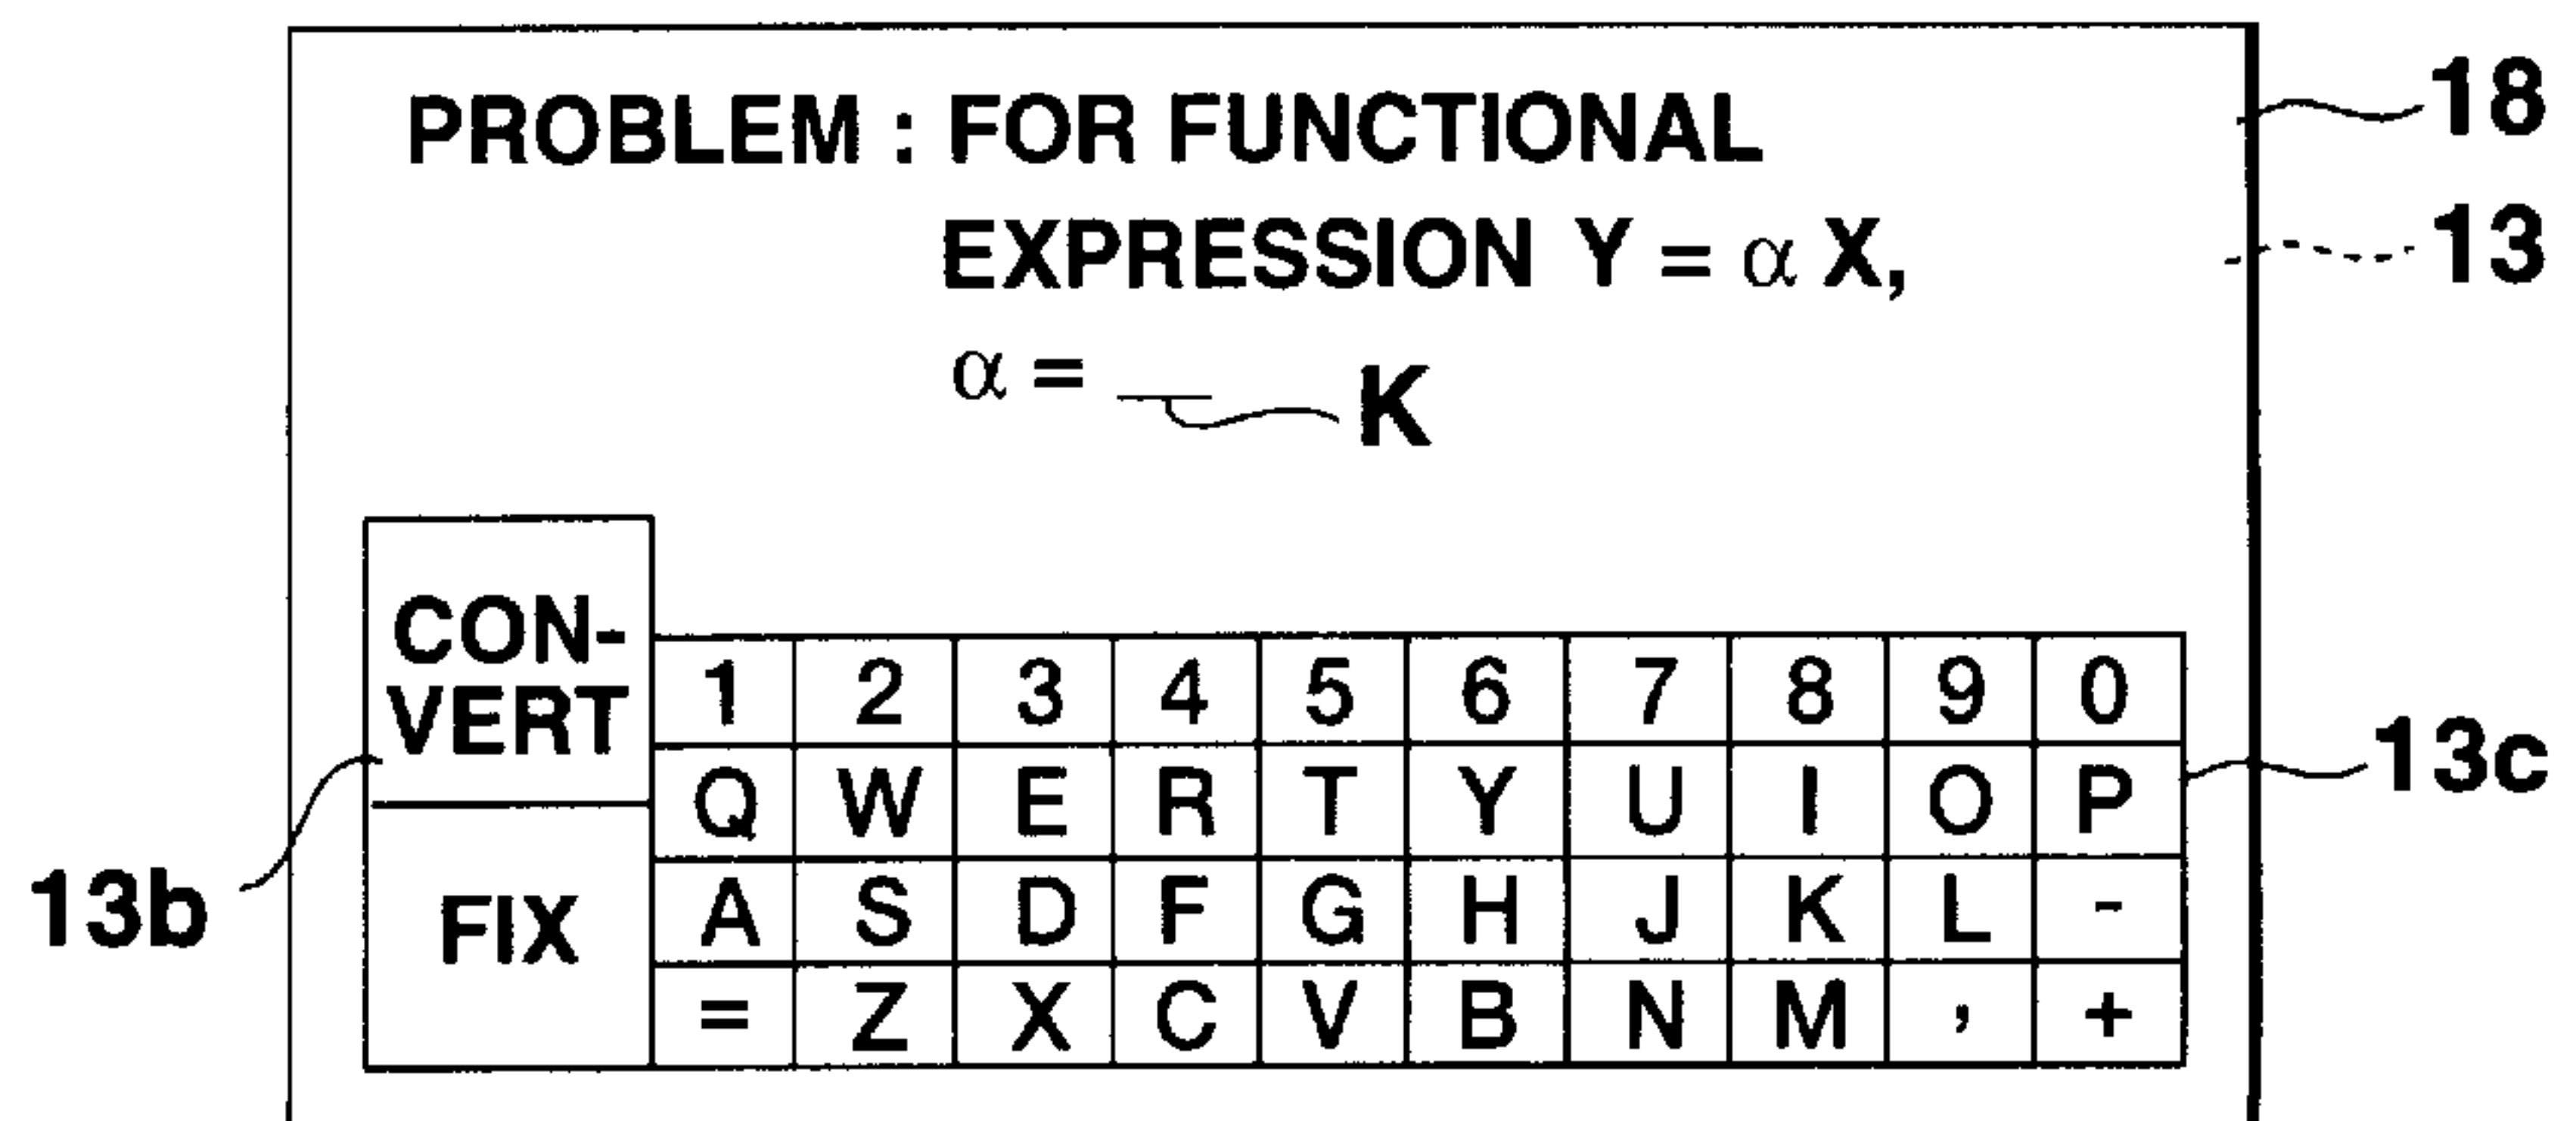 PROBLEM : FOR FUNCTIONAL
EXPRESSION Y = α X,
α = __ K
18
13
CON-
VERT
FIX
1 2 3 4 5 6 7 8 9 0
Q W E R T Y U I O P
A S D F G H J K L -
= Z X C V B N M , +
13b
13c